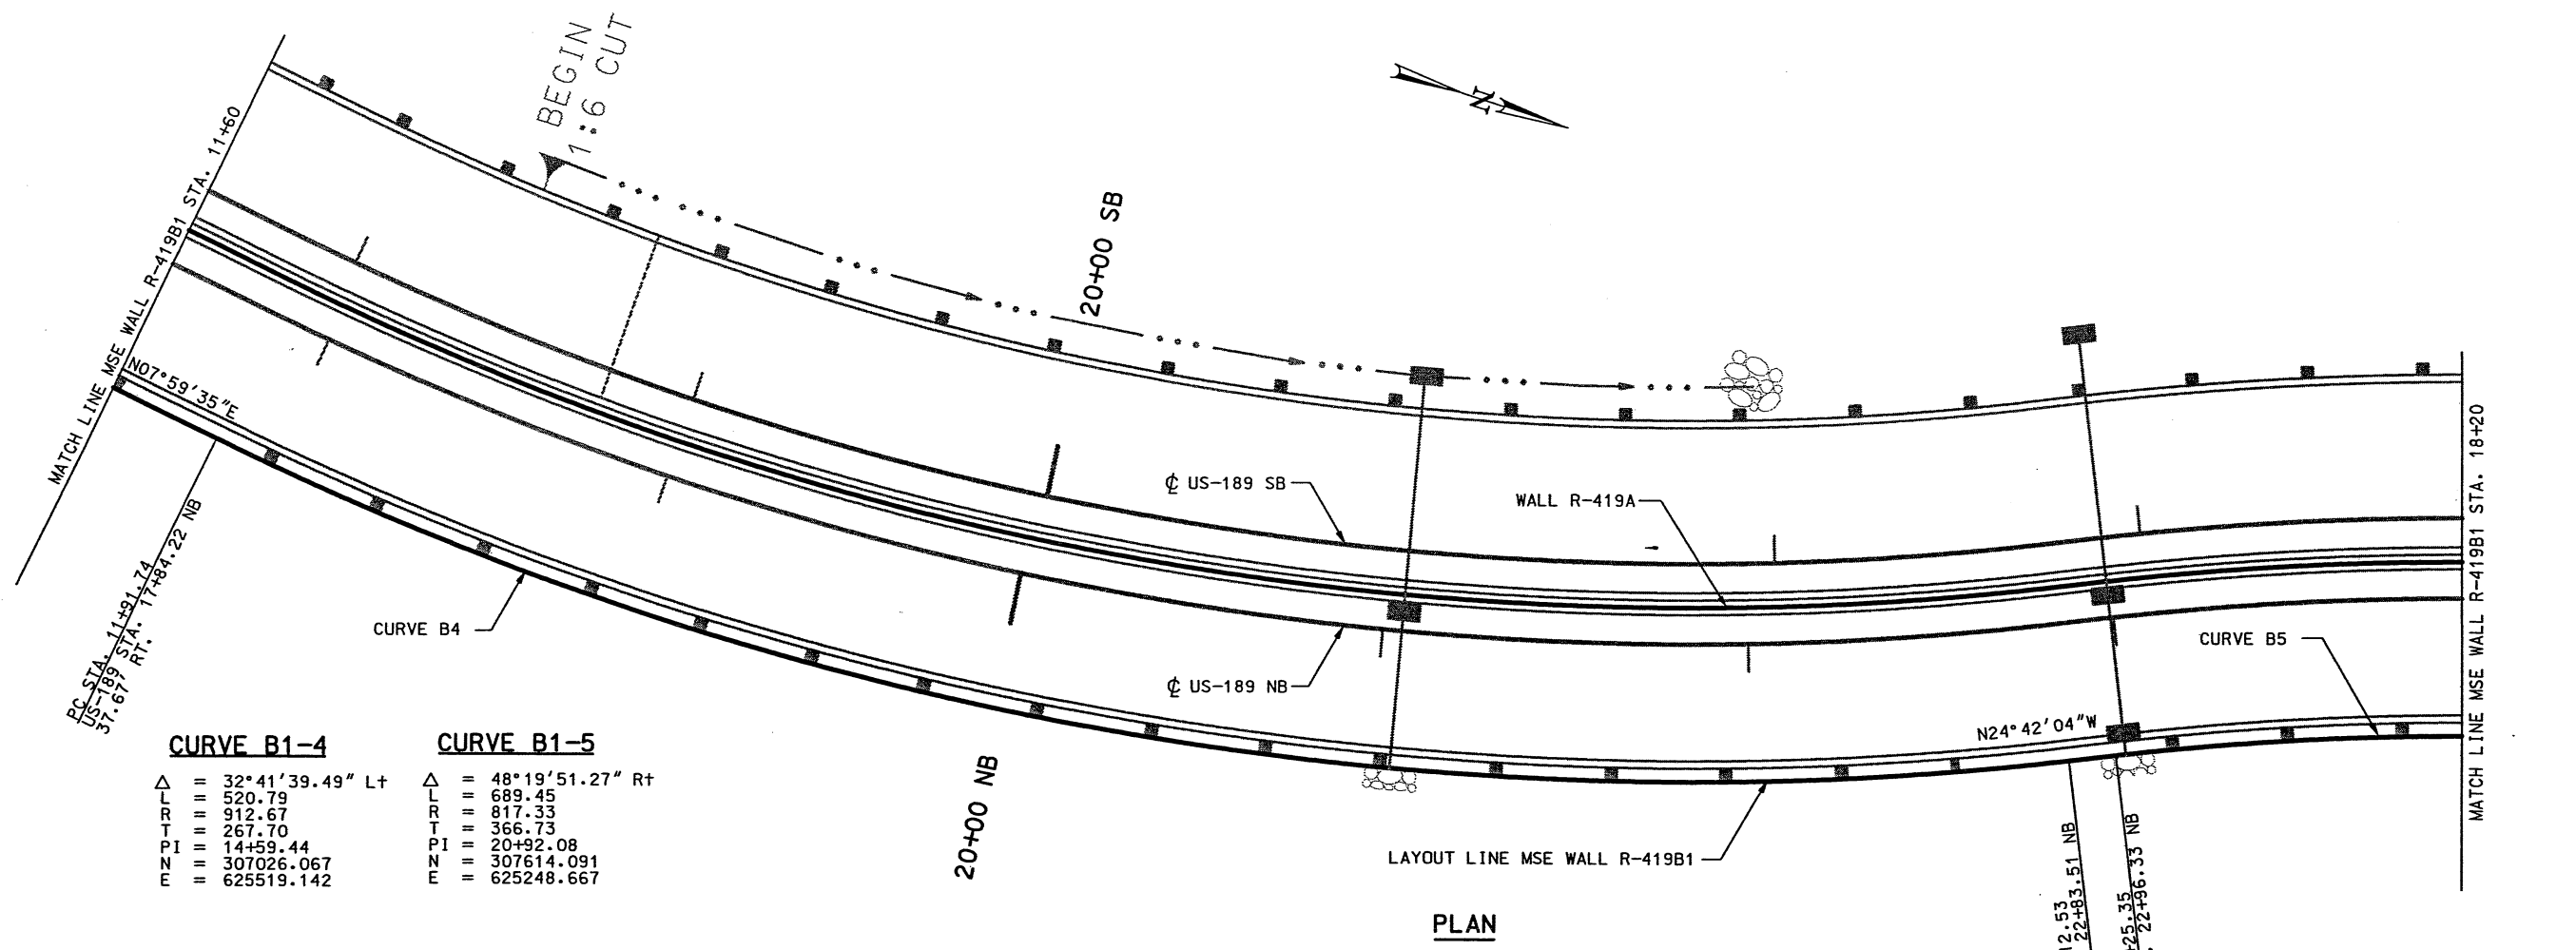 BEGIN
1:6 CUT
N
MATCH LINE MSE WALL R-419B1 STA. 11+60
20+00 SB
N07°59'35"E
℄ US-189 SB
WALL R-419A
MATCH LINE MSE WALL R-419B1 STA. 18+20
PC STA. 11+91.74
US-189 STA. 17+84.22 NB
37.67' RT.
CURVE B4
℄ US-189 NB
CURVE B5
N24°42'04"W
CURVE B1-4
Δ = 32°41'39.49" Lt
L = 520.79
R = 912.67
T = 267.70
PI = 14+59.44
N = 307026.067
E = 625519.142
CURVE B1-5
Δ = 48°19'51.27" Rt
L = 689.45
R = 817.33
T = 366.73
PI = 20+92.08
N = 307614.091
E = 625248.667
20+00 NB
LAYOUT LINE MSE WALL R-419B1
12.53
22+83.51 NB
+25.35
22+96.33 NB
PLAN